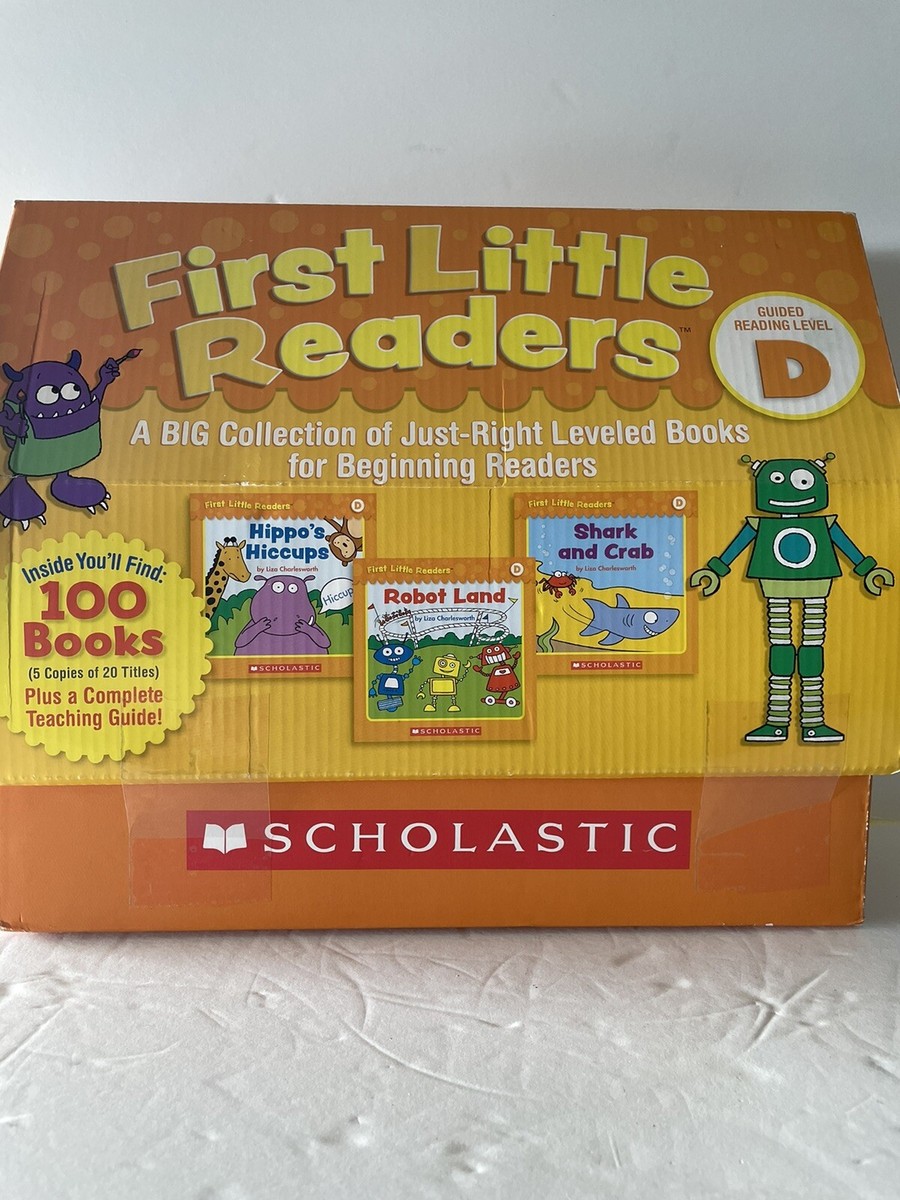 First Little
Readers™
GUIDED
READING LEVEL
D
A BIG Collection of Just-Right Leveled Books
for Beginning Readers
Inside You'll Find:
100
Books
(5 Copies of 20 Titles)
Plus a Complete
Teaching Guide!
First Little Readers
D
Hippo's
Hiccups
by Liza Charlesworth
Hiccup
SCHOLASTIC
First Little Readers
D
Robot Land
by Liza Charlesworth
SCHOLASTIC
First Little Readers
D
Shark
and Crab
by Liza Charlesworth
SCHOLASTIC
SCHOLASTIC